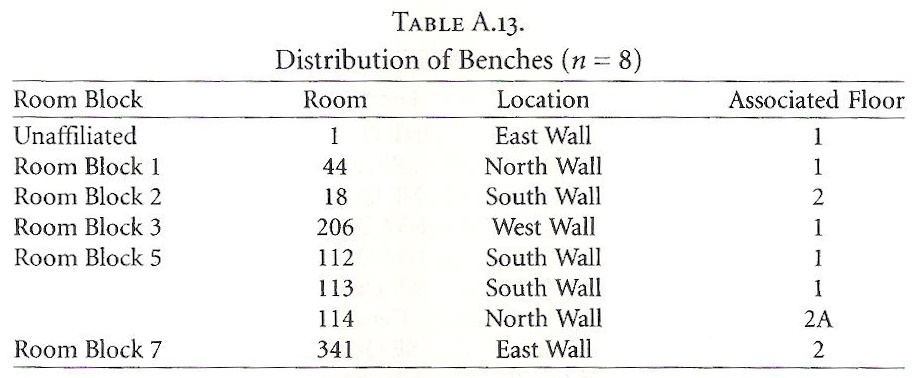 TABLE A.13.
Distribution of Benches (n = 8)
Room Block Room Location Associated Floor
Unaffiliated 1 East Wall 1
Room Block 1 44 North Wall 1
Room Block 2 18 South Wall 2
Room Block 3 206 West Wall 1
Room Block 5 112 South Wall 1
113 South Wall 1
114 North Wall 2A
Room Block 7 341 East Wall 2